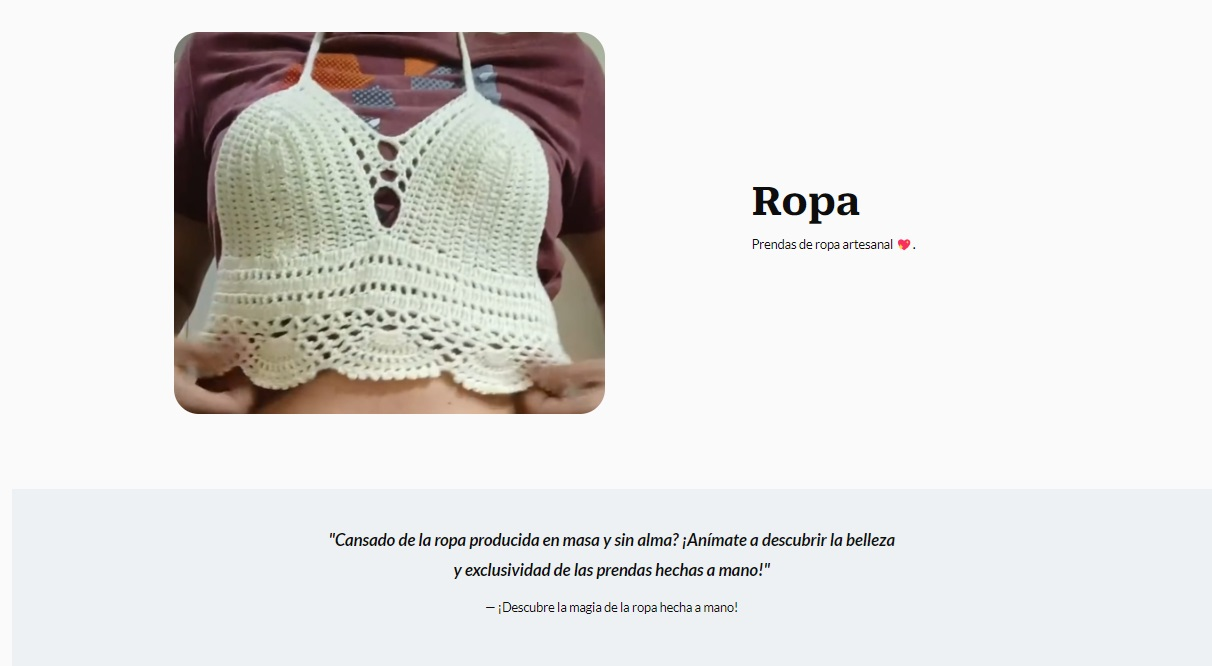 Ropa
Prendas de ropa artesanal 💖.
"Cansado de la ropa producida en masa y sin alma? ¡Anímate a descubrir la belleza
y exclusividad de las prendas hechas a mano!"
— ¡Descubre la magia de la ropa hecha a mano!